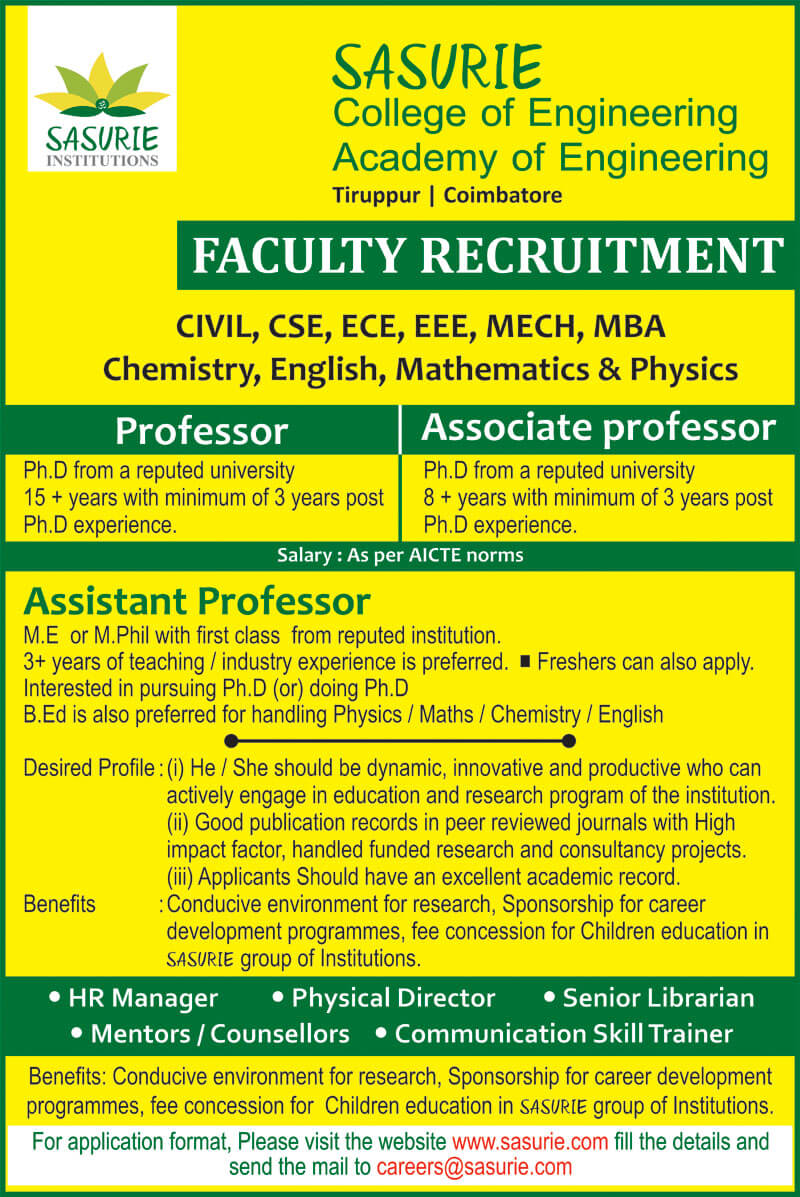 SASURIE
INSTITUTIONS
SASURIE
College of Engineering
Academy of Engineering
Tiruppur | Coimbatore
FACULTY RECRUITMENT
CIVIL, CSE, ECE, EEE, MECH, MBA
Chemistry, English, Mathematics & Physics
Professor
Ph.D from a reputed university
15 + years with minimum of 3 years post
Ph.D experience.
Associate professor
Ph.D from a reputed university
8 + years with minimum of 3 years post
Ph.D experience.
Salary : As per AICTE norms
Assistant Professor
M.E or M.Phil with first class from reputed institution.
3+ years of teaching / industry experience is preferred. ■ Freshers can also apply.
Interested in pursuing Ph.D (or) doing Ph.D
B.Ed is also preferred for handling Physics / Maths / Chemistry / English
Desired Profile : (i) He / She should be dynamic, innovative and productive who can
actively engage in education and research program of the institution.
(ii) Good publication records in peer reviewed journals with High
impact factor, handled funded research and consultancy projects.
(iii) Applicants Should have an excellent academic record.
Benefits : Conducive environment for research, Sponsorship for career
development programmes, fee concession for Children education in
SASURIE group of Institutions.
• HR Manager • Physical Director • Senior Librarian
• Mentors / Counsellors • Communication Skill Trainer
Benefits: Conducive environment for research, Sponsorship for career development
programmes, fee concession for Children education in SASURIE group of Institutions.
For application format, Please visit the website www.sasurie.com fill the details and
send the mail to careers@sasurie.com